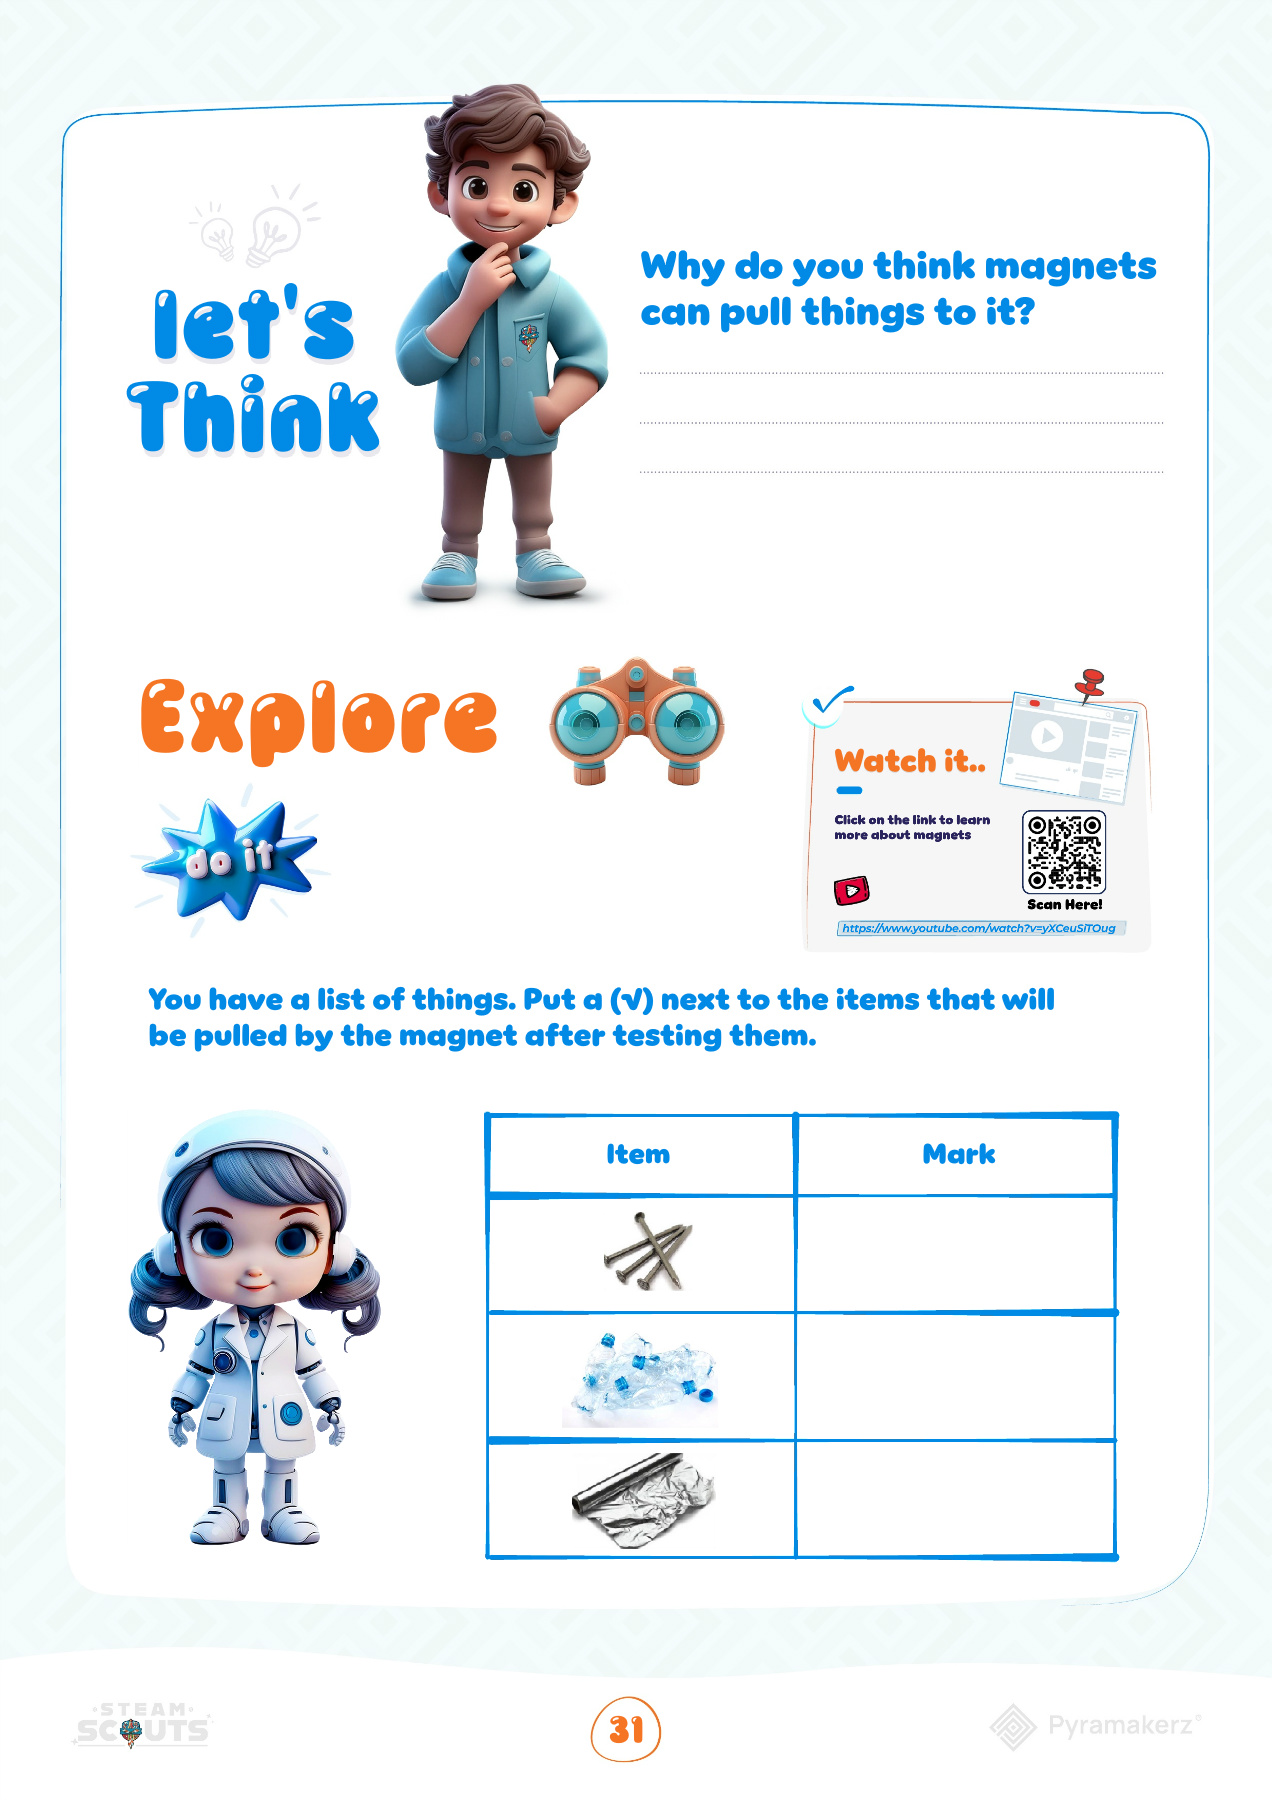 let's
Think
Why do you think magnets
can pull things to it?
Explore
do it
Watch it..
Click on the link to learn
more about magnets
Scan Here!
https://www.youtube.com/watch?v=yXCeuSiTOug
You have a list of things. Put a (√) next to the items that will
be pulled by the magnet after testing them.
Item Mark
STEAM
SCOUTS
31
Pyramakerz